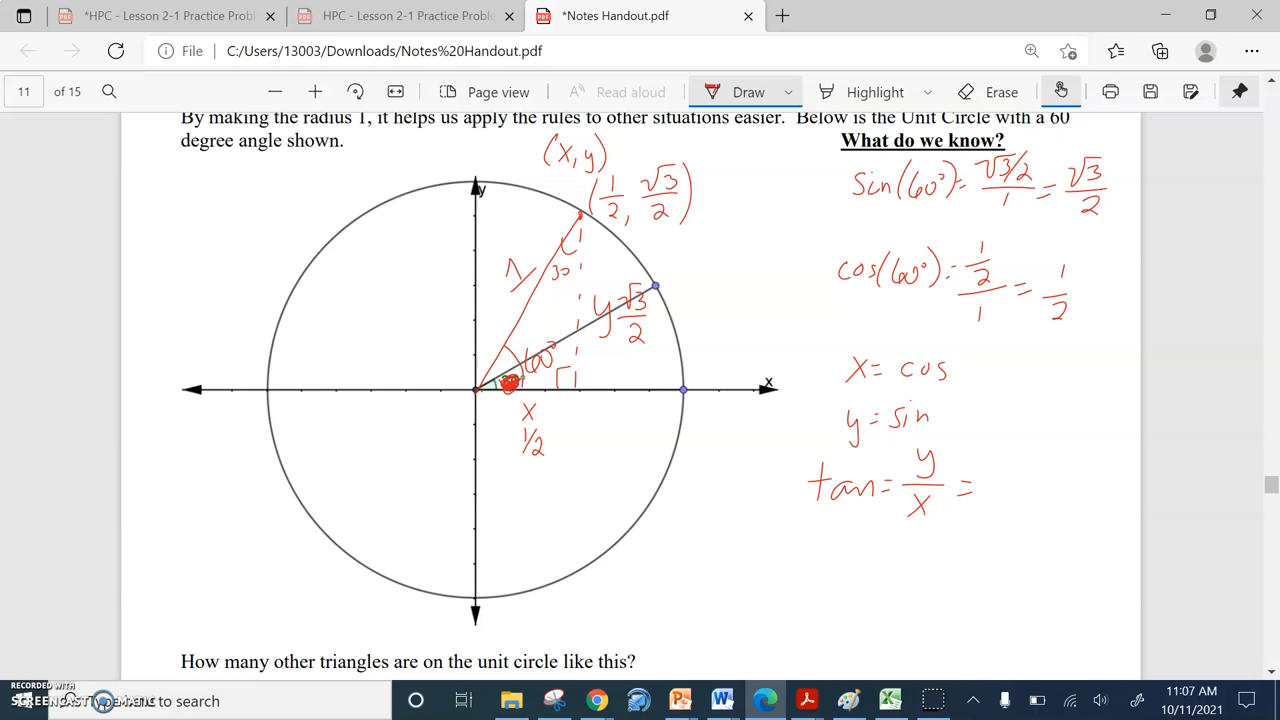 *HPC - Lesson 2-1 Practice Probl
HPC - Lesson 2-1 Practice Proble
*Notes Handout.pdf
File
C:/Users/13003/Downloads/Notes%20Handout.pdf
11 of 15
Page view
Read aloud
Draw
Highlight
Erase
By making the radius 1, it helps us apply the rules to other situations easier. Below is the Unit Circle with a 60
degree angle shown.
What do we know?
(x, y)
(1/2, √3/2)
sin(60°)= √3/2/1 = √3/2
1
30
cos(60°)= 1/2/1 = 1/2
y √3/2
60°
x = cos
y
x
x
1/2
y = sin
tan = y/x =
How many other triangles are on the unit circle like this?
RECORDED WITH
SCREENCAST-O-MATIC
to search
11:07 AM
10/11/2021